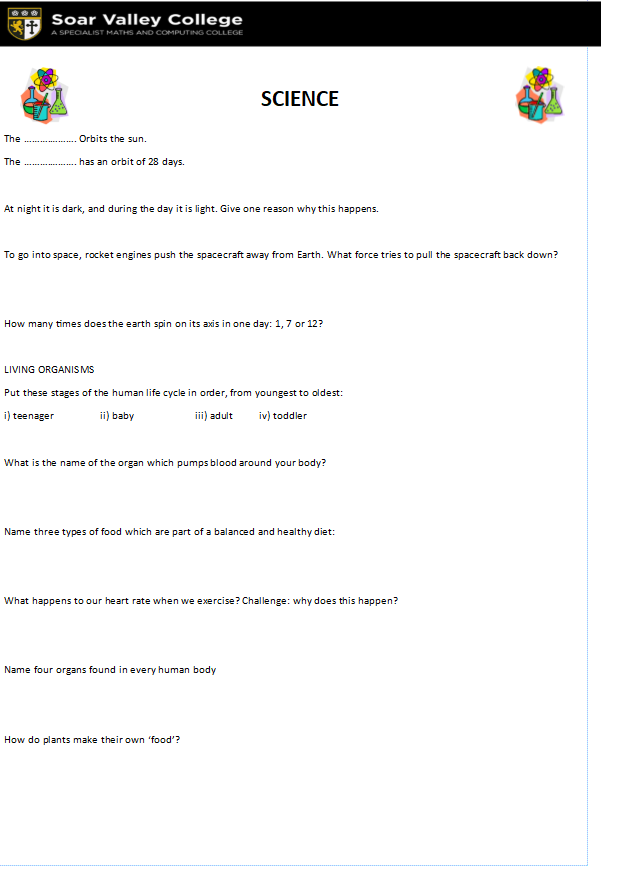 Soar Valley College
A SPECIALIST MATHS AND COMPUTING COLLEGE
SCIENCE
The .................... Orbits the sun.
The .................... has an orbit of 28 days.
At night it is dark, and during the day it is light. Give one reason why this happens.
To go into space, rocket engines push the spacecraft away from Earth. What force tries to pull the spacecraft back down?
How many times does the earth spin on its axis in one day: 1, 7 or 12?
LIVING ORGANISMS
Put these stages of the human life cycle in order, from youngest to oldest:
i) teenager ii) baby iii) adult iv) toddler
What is the name of the organ which pumps blood around your body?
Name three types of food which are part of a balanced and healthy diet:
What happens to our heart rate when we exercise? Challenge: why does this happen?
Name four organs found in every human body
How do plants make their own ‘food’?